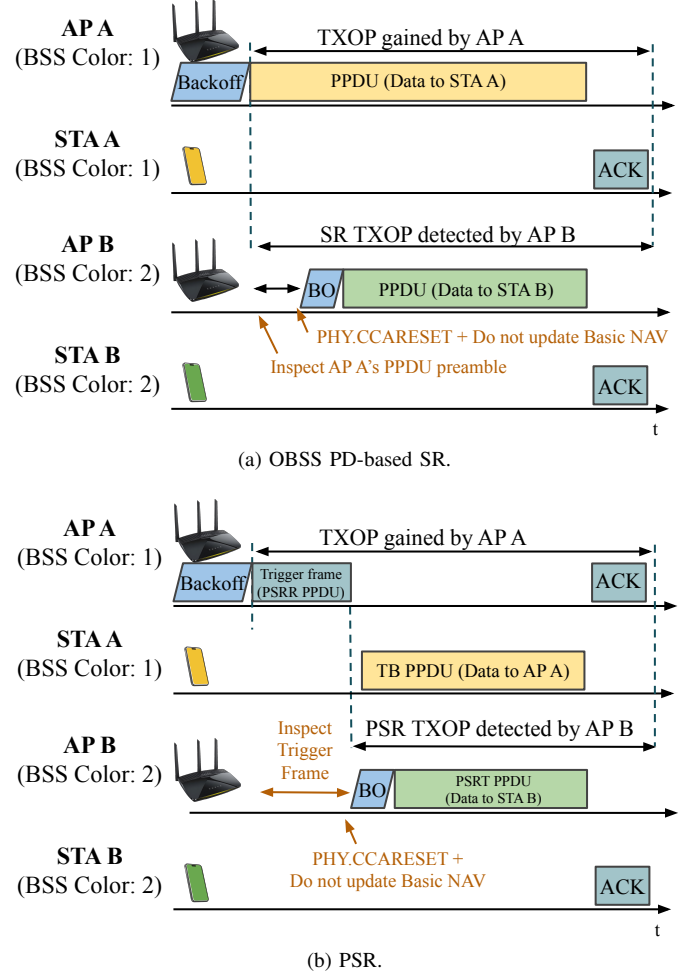 AP A
(BSS Color: 1)
TXOP gained by AP A
Backoff
PPDU (Data to STA A)
STA A
(BSS Color: 1)
ACK
AP B
(BSS Color: 2)
SR TXOP detected by AP B
BO
PPDU (Data to STA B)
PHY.CCARESET + Do not update Basic NAV
Inspect AP A's PPDU preamble
STA B
(BSS Color: 2)
ACK
t
(a) OBSS PD-based SR.
AP A
(BSS Color: 1)
TXOP gained by AP A
Backoff
Trigger frame
(PSRR PPDU)
ACK
STA A
(BSS Color: 1)
TB PPDU (Data to AP A)
PSR TXOP detected by AP B
AP B
(BSS Color: 2)
Inspect
Trigger
Frame
BO
PSRT PPDU
(Data to STA B)
PHY.CCARESET +
Do not update Basic NAV
STA B
(BSS Color: 2)
ACK
t
(b) PSR.